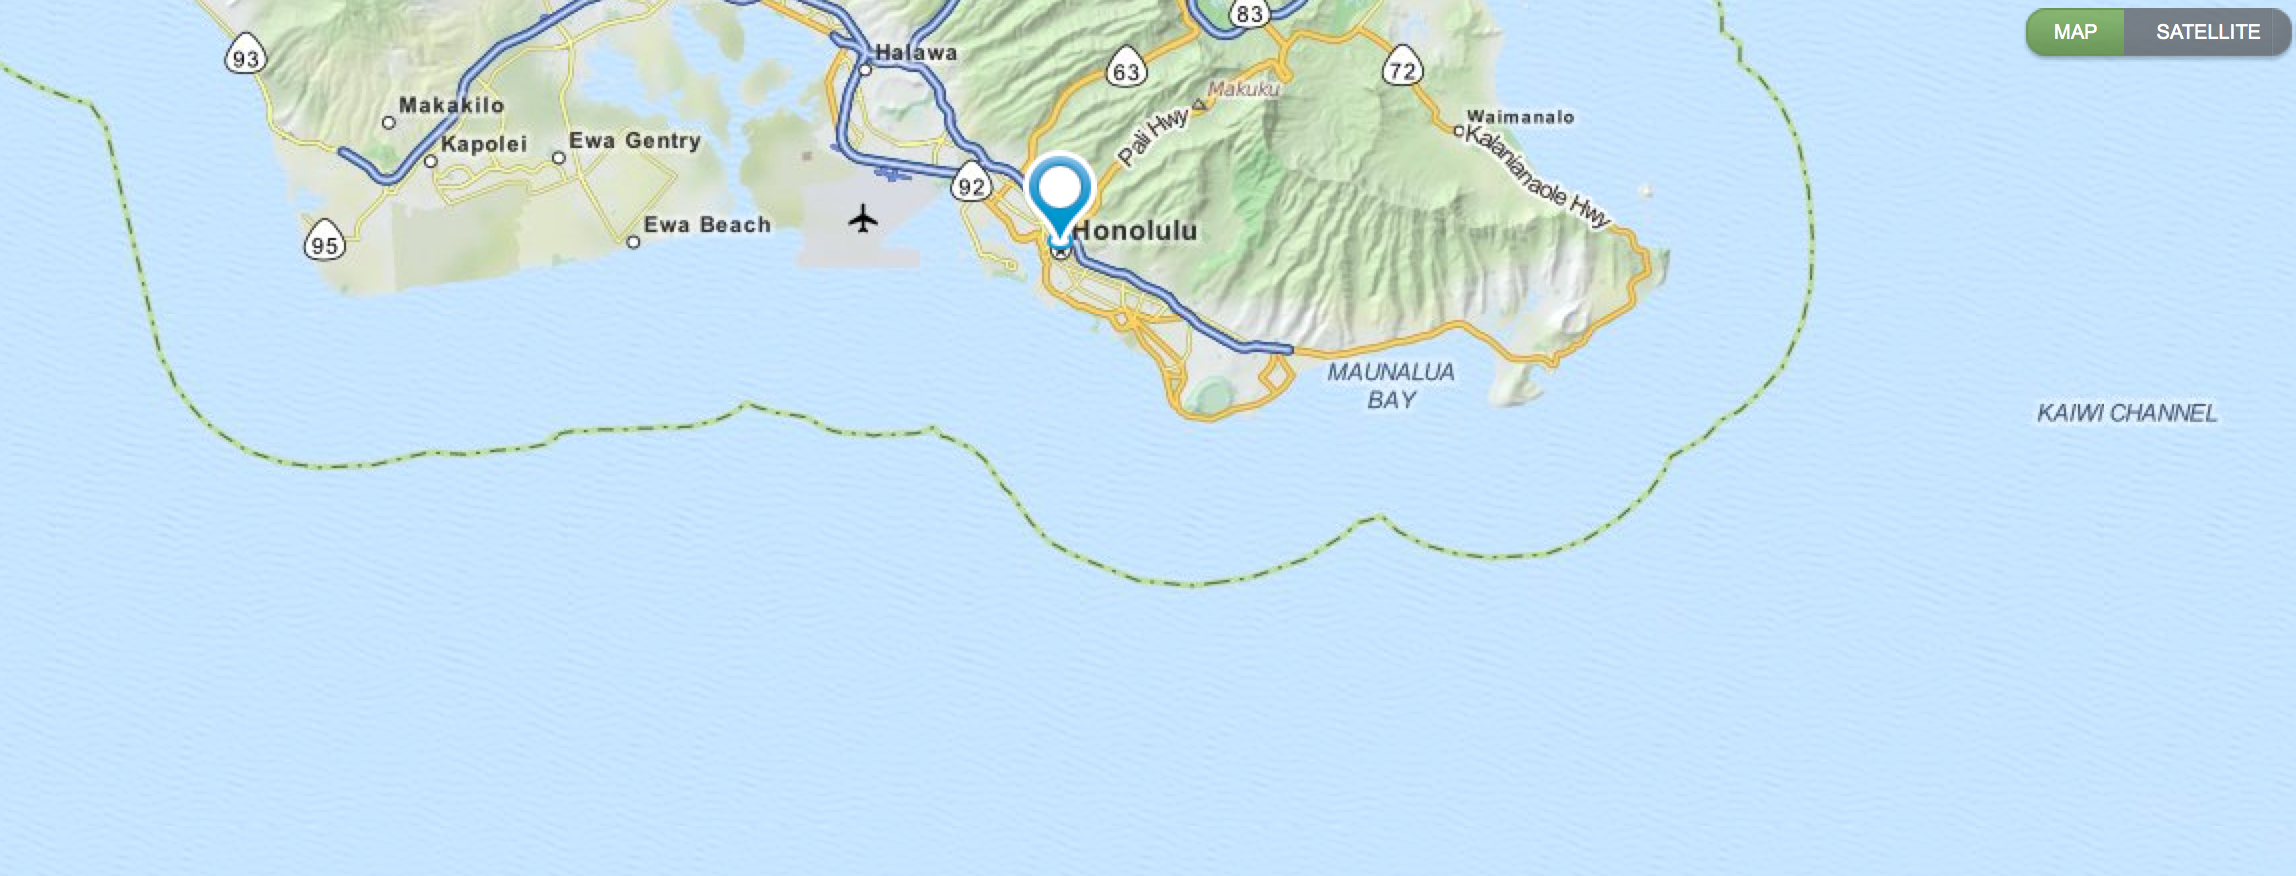 83
MAP
SATELLITE
93
Halawa
63
72
Makuku
Makakilo
Waimanalo
Kapolei
Ewa Gentry
Pali Hwy
Kalanianaole Hwy
92
Ewa Beach
Honolulu
95
MAUNALUA
BAY
KAIWI CHANNEL